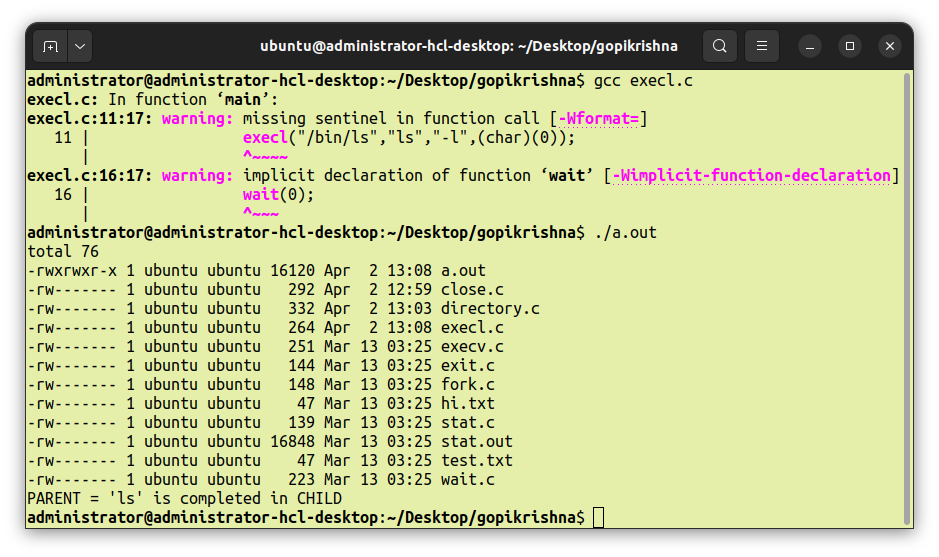 ubuntu@administrator-hcl-desktop: ~/Desktop/gopikrishna
administrator@administrator-hcl-desktop:~/Desktop/gopikrishna$ gcc execl.c
execl.c: In function ‘main’:
execl.c:11:17: warning: missing sentinel in function call [-Wformat=]
   11 |                 execl("/bin/ls","ls","-l",(char)(0));
      |                 ^~~~~
execl.c:16:17: warning: implicit declaration of function ‘wait’ [-Wimplicit-function-declaration]
   16 |                 wait(0);
      |                 ^~~~
administrator@administrator-hcl-desktop:~/Desktop/gopikrishna$ ./a.out
total 76
-rwxrwxr-x 1 ubuntu ubuntu 16120 Apr  2 13:08 a.out
-rw------- 1 ubuntu ubuntu   292 Apr  2 12:59 close.c
-rw------- 1 ubuntu ubuntu   332 Apr  2 13:03 directory.c
-rw------- 1 ubuntu ubuntu   264 Apr  2 13:08 execl.c
-rw------- 1 ubuntu ubuntu   251 Mar 13 03:25 execv.c
-rw------- 1 ubuntu ubuntu   144 Mar 13 03:25 exit.c
-rw------- 1 ubuntu ubuntu   148 Mar 13 03:25 fork.c
-rw------- 1 ubuntu ubuntu    47 Mar 13 03:25 hi.txt
-rw------- 1 ubuntu ubuntu   139 Mar 13 03:25 stat.c
-rw------- 1 ubuntu ubuntu 16848 Mar 13 03:25 stat.out
-rw------- 1 ubuntu ubuntu    47 Mar 13 03:25 test.txt
-rw------- 1 ubuntu ubuntu   223 Mar 13 03:25 wait.c
PARENT = 'ls' is completed in CHILD
administrator@administrator-hcl-desktop:~/Desktop/gopikrishna$